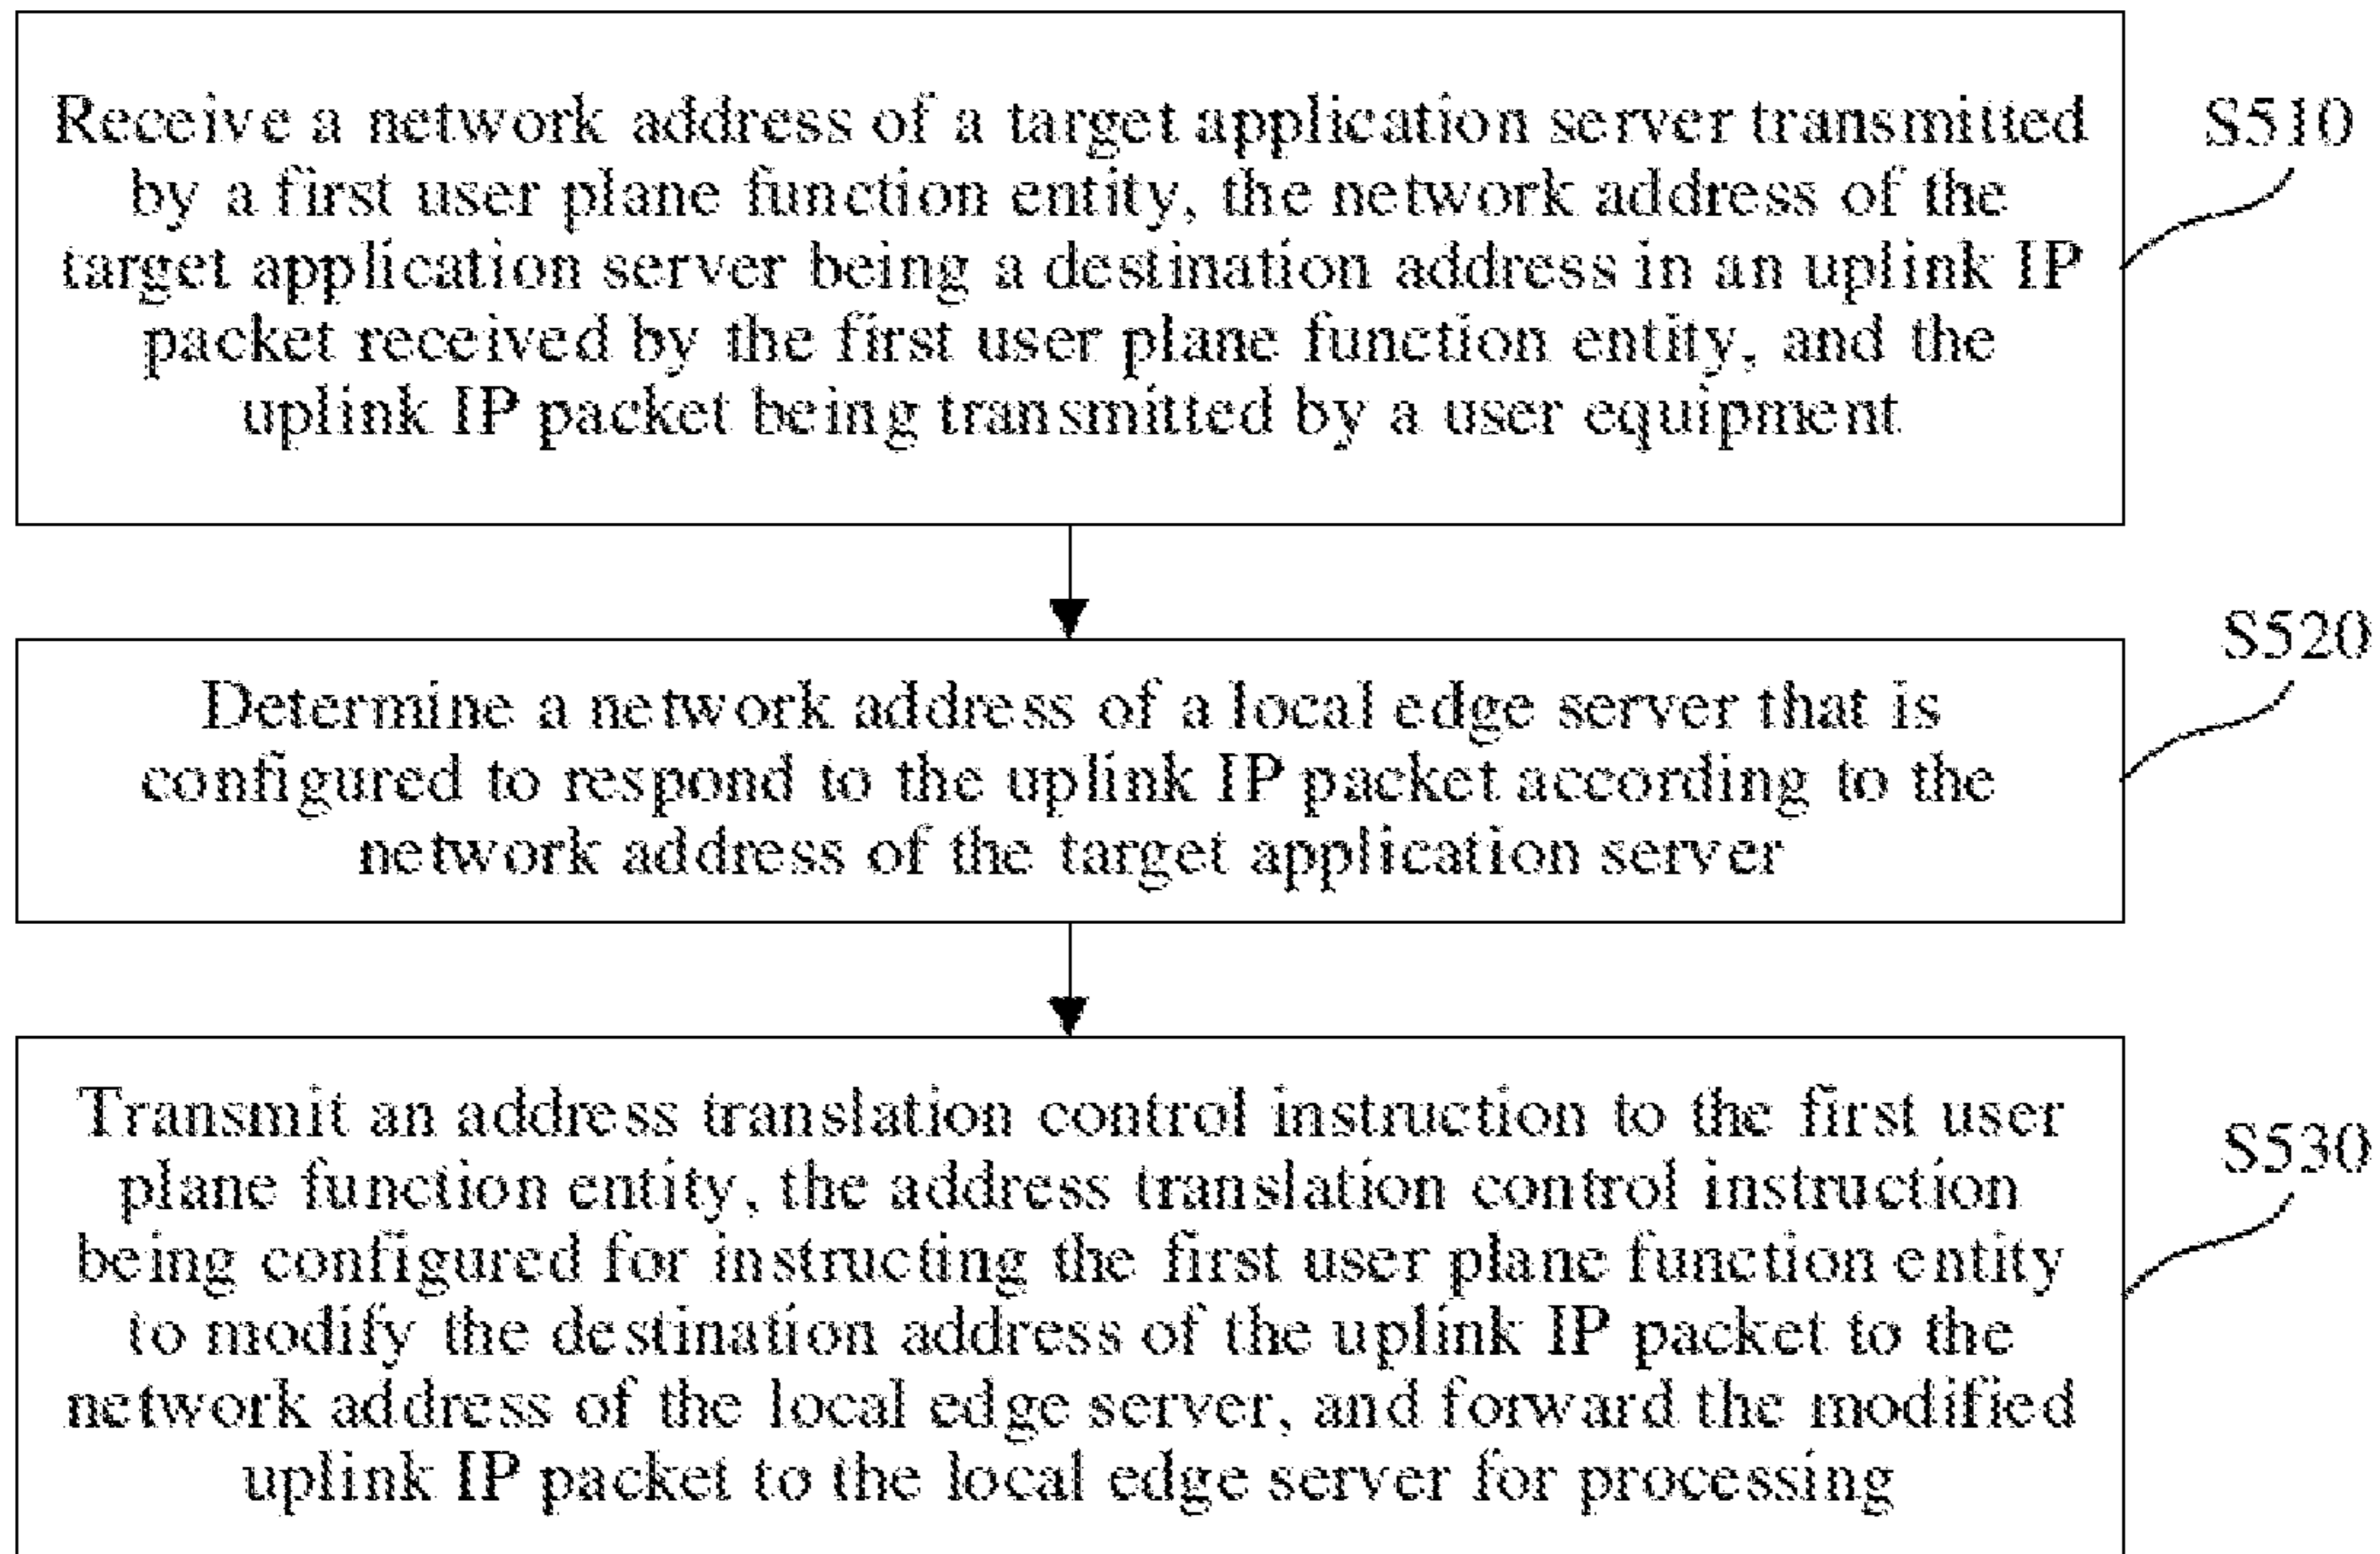 Receive a network address of a target application server transmitted
by a first user plane function entity, the network address of the
target application server being a destination address in an uplink IP
packet received by the first user plane function entity, and the
uplink IP packet being transmitted by a user equipment
S510
Determine a network address of a local edge server that is
configured to respond to the uplink IP packet according to the
network address of the target application server
S520
Transmit an address translation control instruction to the first user
plane function entity, the address translation control instruction
being configured for instructing the first user plane function entity
to modify the destination address of the uplink IP packet to the
network address of the local edge server, and forward the modified
uplink IP packet to the local edge server for processing
S530